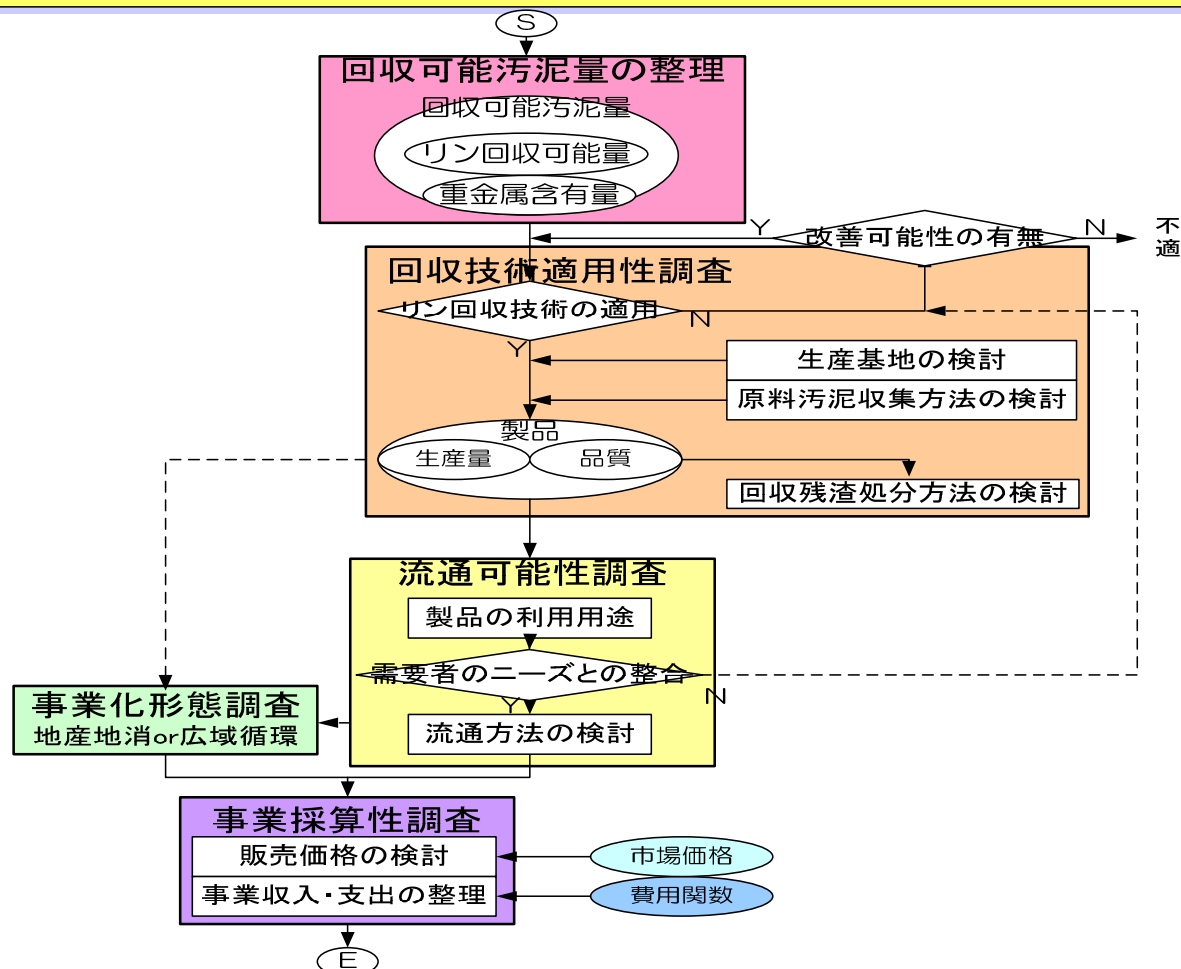 S
回収可能汚泥量の整理
回収可能汚泥量
リン回収可能量
重金属含有量
Y
改善可能性の有無
N
不
適
回収技術適用性調査
リン回収技術の適用
N
Y
生産基地の検討
原料汚泥収集方法の検討
製品
生産量
品質
回収残渣処分方法の検討
流通可能性調査
製品の利用用途
需要者のニーズとの整合
N
Y
流通方法の検討
事業化形態調査
地産地消or広域循環
事業採算性調査
販売価格の検討
市場価格
事業収入・支出の整理
費用関数
E